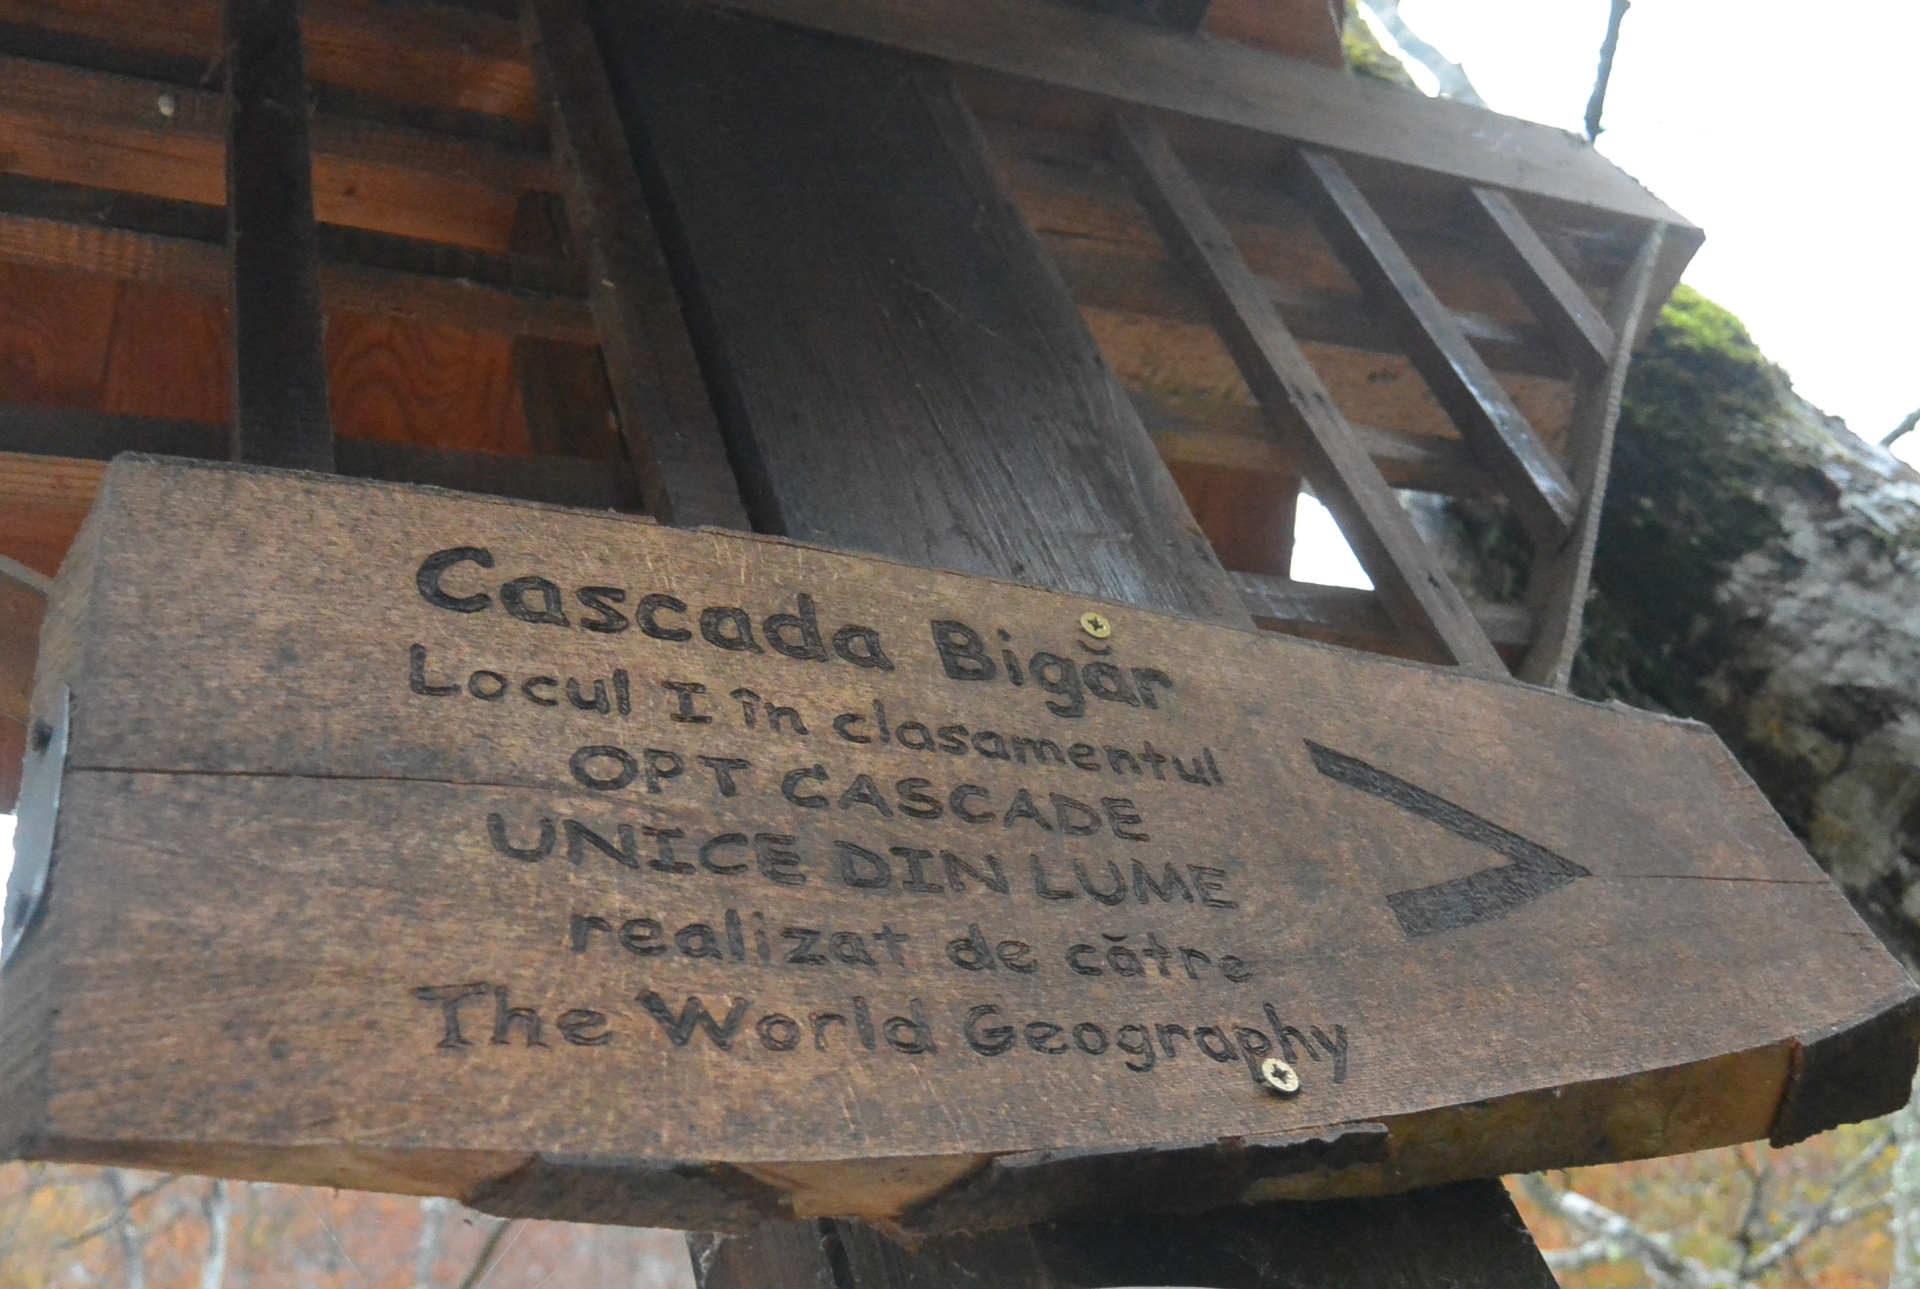 Cascada Bigăr
Locul I în clasamentul
OPT CASCADE
UNICE DIN LUME
realizat de către
The World Geography